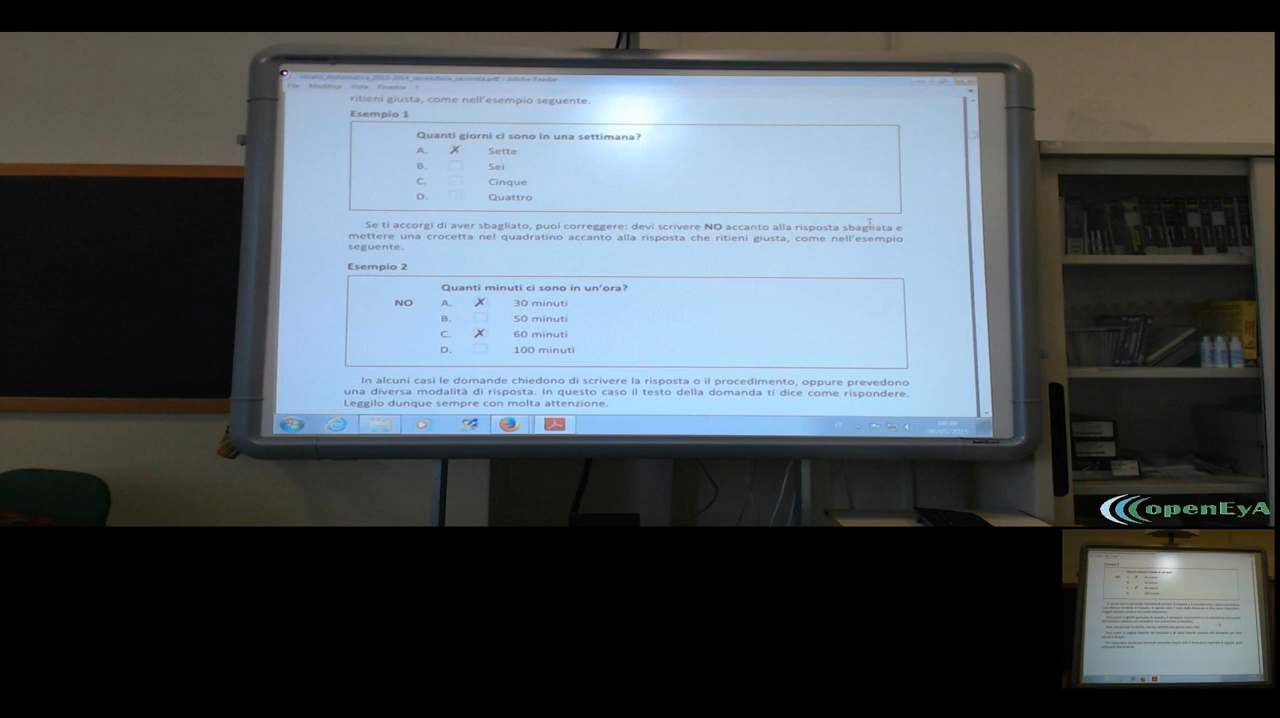 File Modifica Vista Finestra ?
ritieni giusta, come nell'esempio seguente.
Esempio 1
Quanti giorni ci sono in una settimana?
A. X Sette
B. Sei
C. Cinque
D. Quattro
Se ti accorgi di aver sbagliato, puoi correggere: devi scrivere NO accanto alla risposta sbagliata e
mettere una crocetta nel quadratino accanto alla risposta che ritieni giusta, come nell'esempio
seguente.
Esempio 2
Quanti minuti ci sono in un'ora?
NO A. X 30 minuti
B. 50 minuti
C. X 60 minuti
D. 100 minuti
In alcuni casi le domande chiedono di scrivere la risposta o il procedimento, oppure prevedono
una diversa modalità di risposta. In questo caso il testo della domanda ti dice come rispondere.
Leggilo dunque sempre con molta attenzione.
openEyA